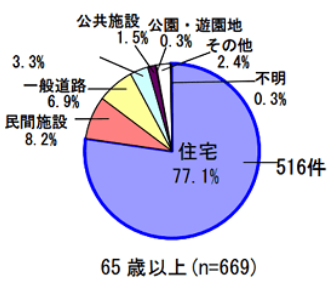 公共施設
1.5%
公園・遊園地
0.3%
その他
2.4%
3.3%
一般道路
6.9%
不明
0.3%
民間施設
8.2%
住宅
77.1%
516件
65 歳以上(n=669)